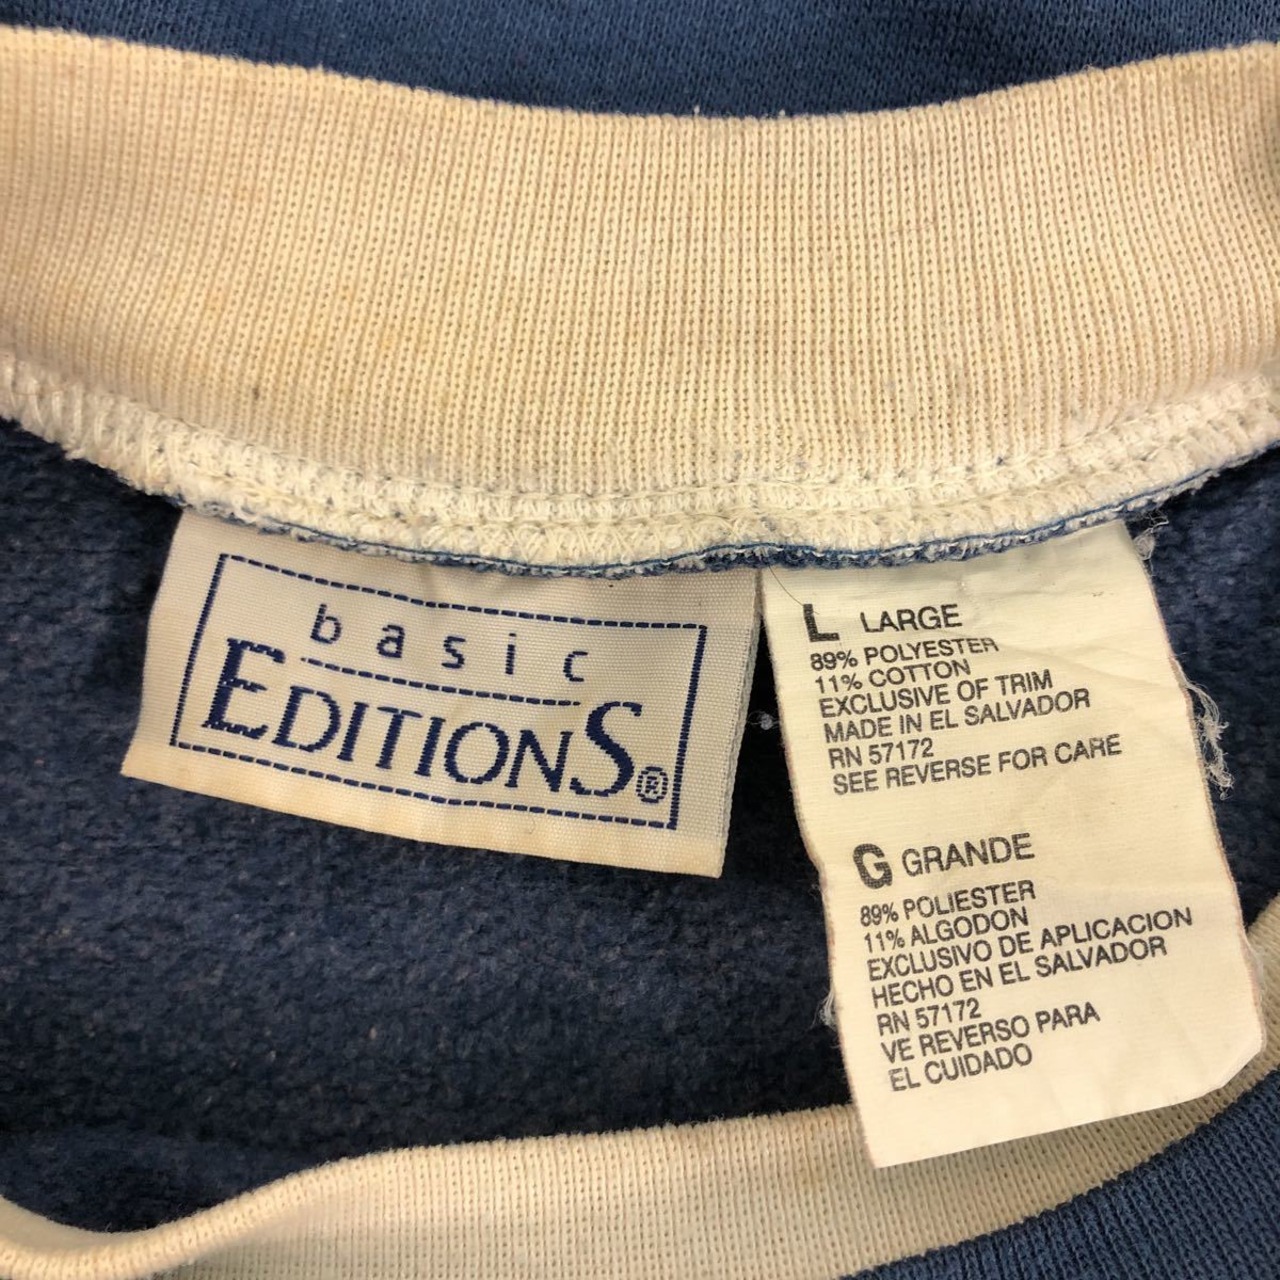 basic
EDITIONS®
L LARGE
89% POLYESTER
11% COTTON
EXCLUSIVE OF TRIM
MADE IN EL SALVADOR
RN 57172
SEE REVERSE FOR CARE
G GRANDE
89% POLIESTER
11% ALGODON
EXCLUSIVO DE APLICACION
HECHO EN EL SALVADOR
RN 57172
VE REVERSO PARA
EL CUIDADO